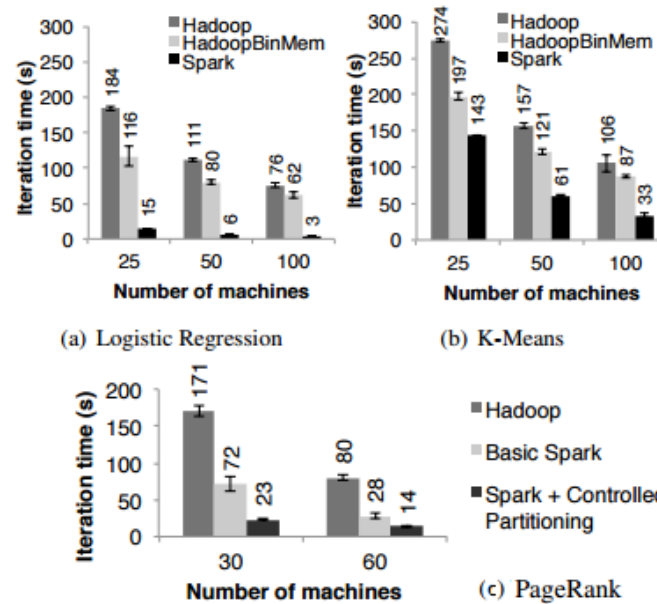 Hadoop
HadoopBinMem
Spark
Iteration time (s)
300
250
200
150
100
50
0
184
116
15
111
80
6
76
62
3
25 50 100
Number of machines
(a) Logistic Regression
Hadoop
HadoopBinMem
Spark
Iteration time (s)
300
250
200
150
100
50
0
274
197
143
157
121
61
106
87
33
25 50 100
Number of machines
(b) K-Means
Iteration time (s)
200
150
100
50
0
171
72
23
80
28
14
30 60
Number of machines
Hadoop
Basic Spark
Spark + Controlled
Partitioning
(c) PageRank